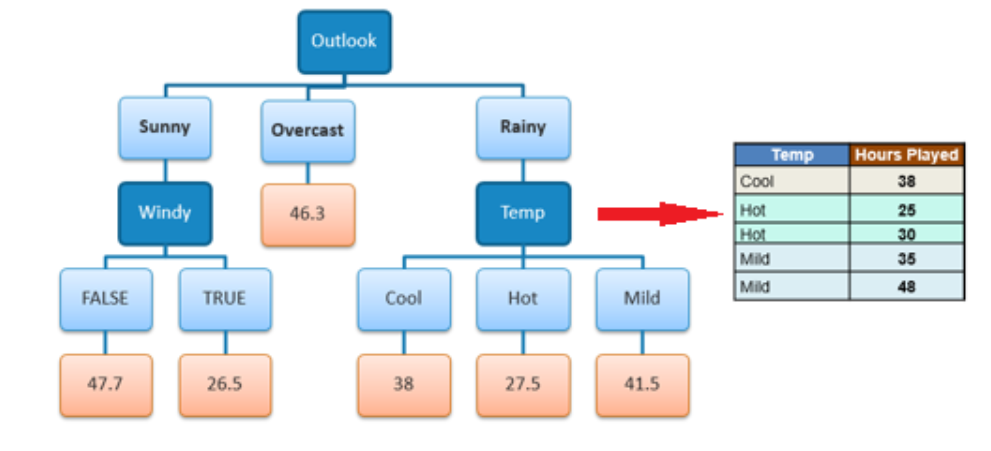 Outlook
Sunny Overcast Rainy
Windy 46.3 Temp
FALSE TRUE Cool Hot Mild
47.7 26.5 38 27.5 41.5
Temp Hours Played
Cool 38
Hot 25
Hot 30
Mild 35
Mild 48